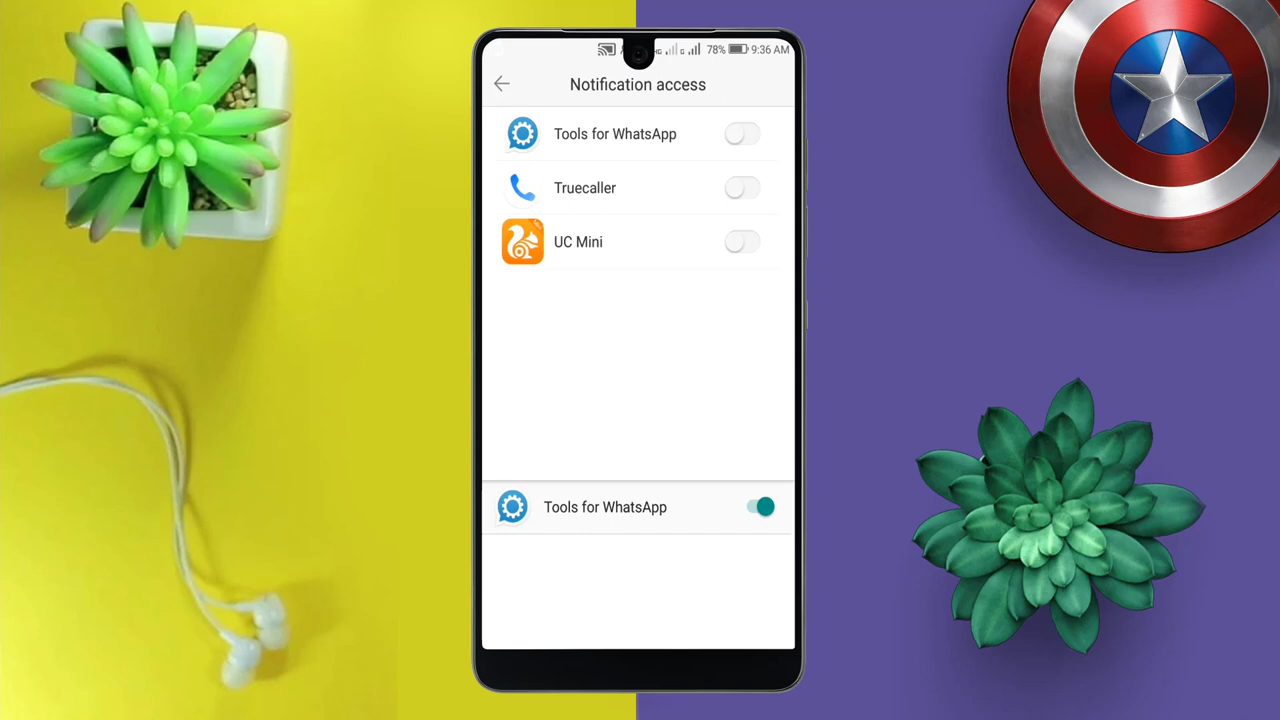 78% 9:36 AM
Notification access
Tools for WhatsApp
Truecaller
UC Mini
Tools for WhatsApp